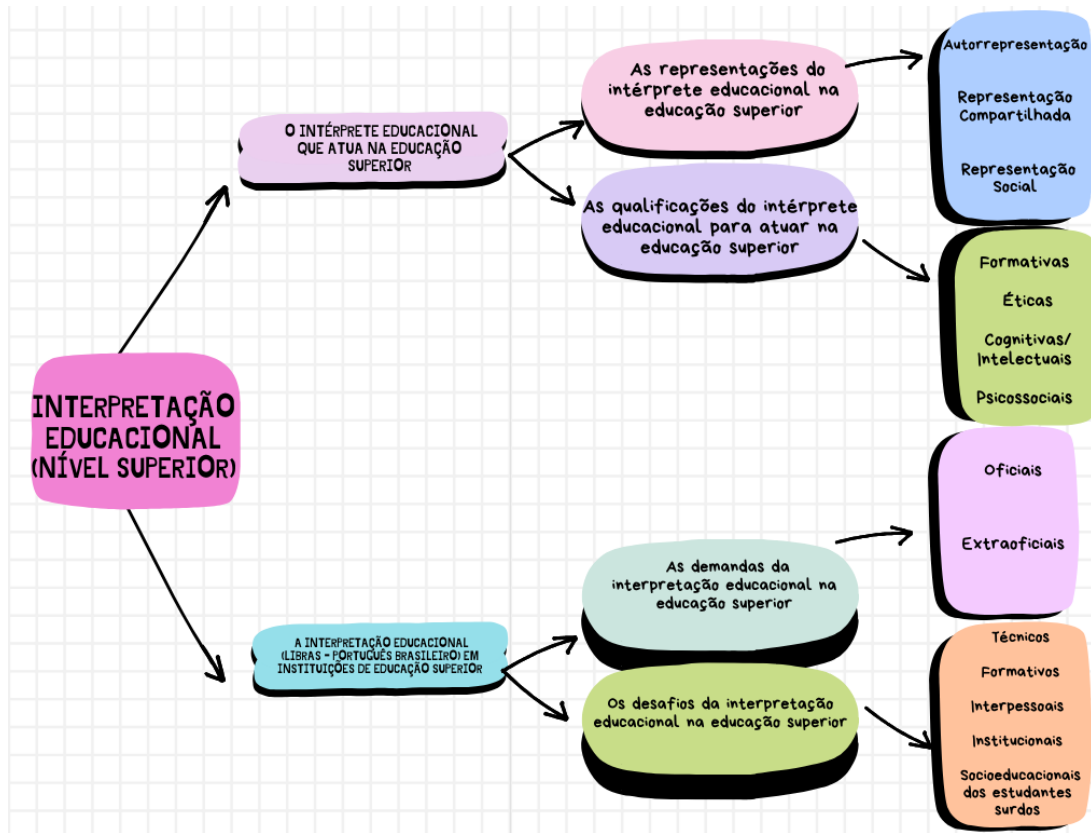 INTERPRETAÇÃO
EDUCACIONAL
(NÍVEL SUPERIOR)
O INTÉRPRETE EDUCACIONAL
QUE ATUA NA EDUCAÇÃO
SUPERIOR
As representações do
intérprete educacional na
educação superior
Autorrepresentação
Representação
Compartilhada
Representação
Social
As qualificações do intérprete
educacional para atuar na
educação superior
Formativas
Éticas
Cognitivas/
Intelectuais
Psicossociais
A INTERPRETAÇÃO EDUCACIONAL
(LIBRAS - PORTUGUÊS BRASILEIRO) EM
INSTITUIÇÕES DE EDUCAÇÃO SUPERIOR
As demandas da
interpretação educacional na
educação superior
Oficiais
Extraoficiais
Os desafios da interpretação
educacional na educação superior
Técnicos
Formativos
Interpessoais
Institucionais
Socioeducacionais
dos estudantes
surdos